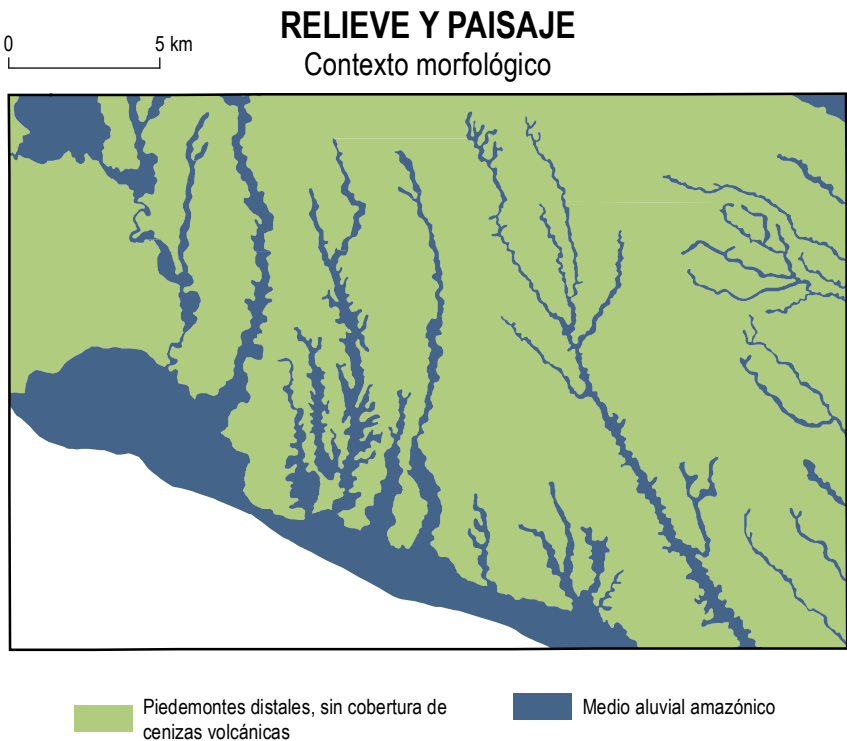 RELIEVE Y PAISAJE
Contexto morfológico
0 5 km
Piedemontes distales, sin cobertura de
cenizas volcánicas
Medio aluvial amazónico